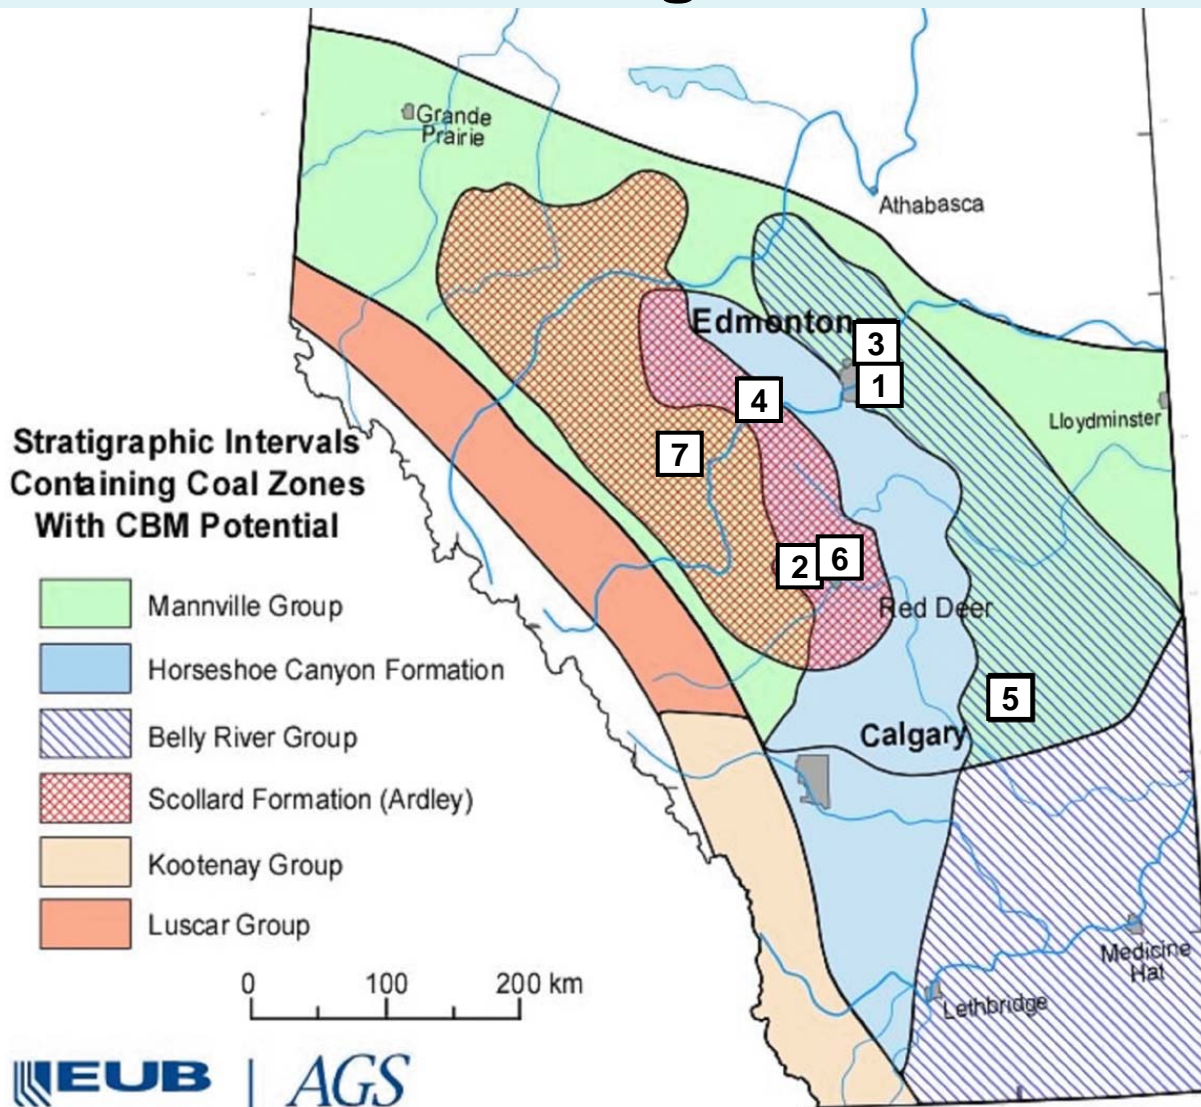 Grande
Prairie
Athabasca
Edmonton
3
1
4
Lloydminster
7
2
6
Red Deer
5
Calgary
Medicine
Hat
Lethbridge
Stratigraphic Intervals
Containing Coal Zones
With CBM Potential
Mannville Group
Horseshoe Canyon Formation
Belly River Group
Scollard Formation (Ardley)
Kootenay Group
Luscar Group
0 100 200 km
EUB | AGS